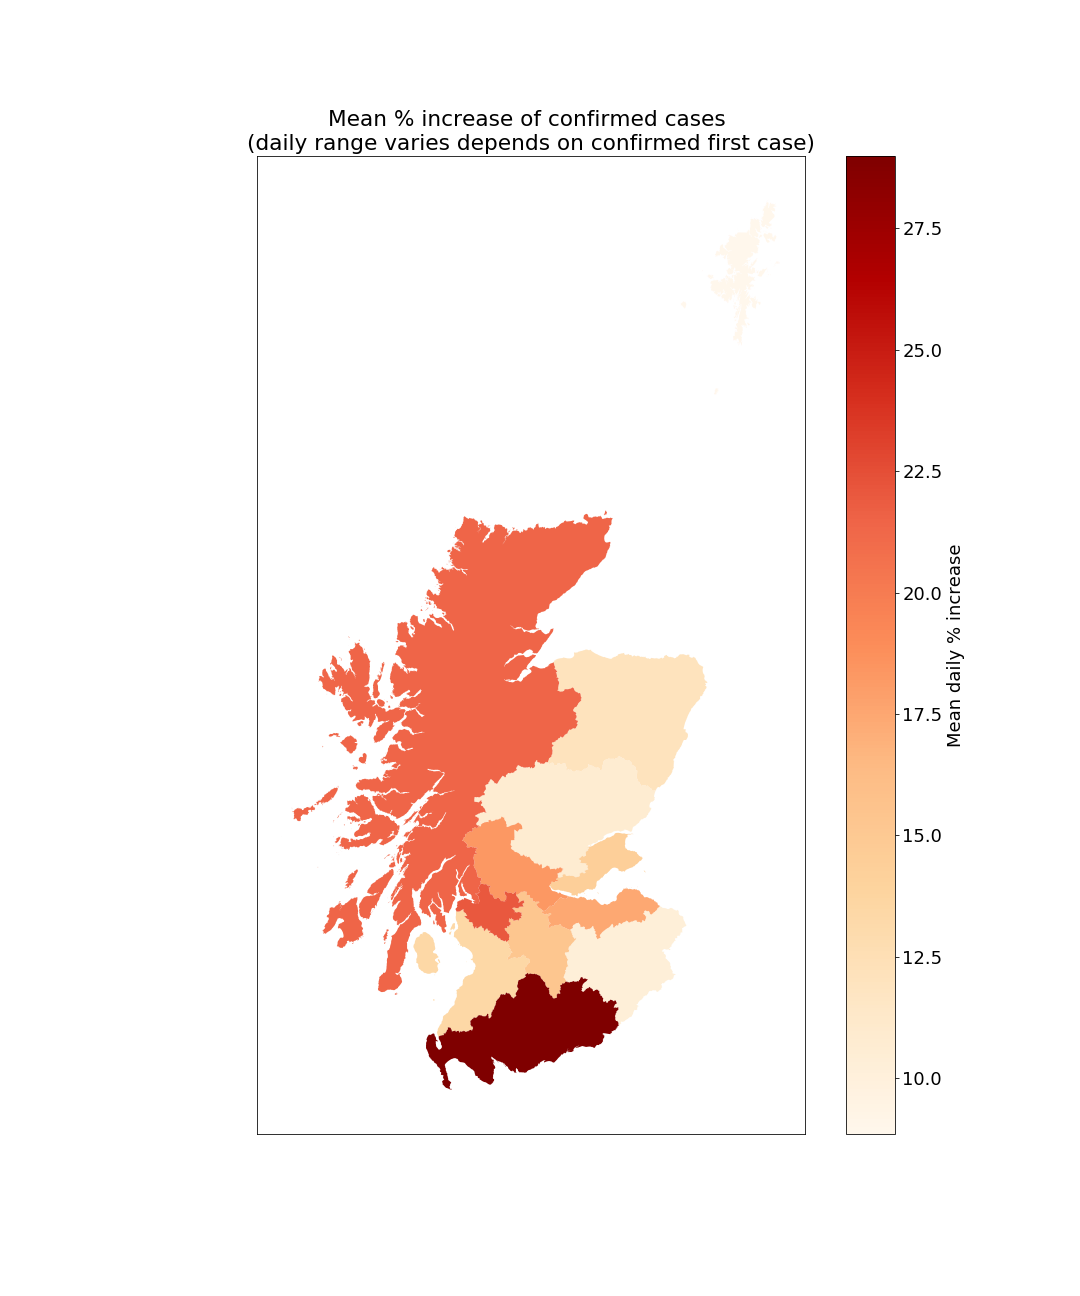 Mean % increase of confirmed cases
(daily range varies depends on confirmed first case)
27.5
25.0
22.5
20.0
17.5
15.0
12.5
10.0
Mean daily % increase